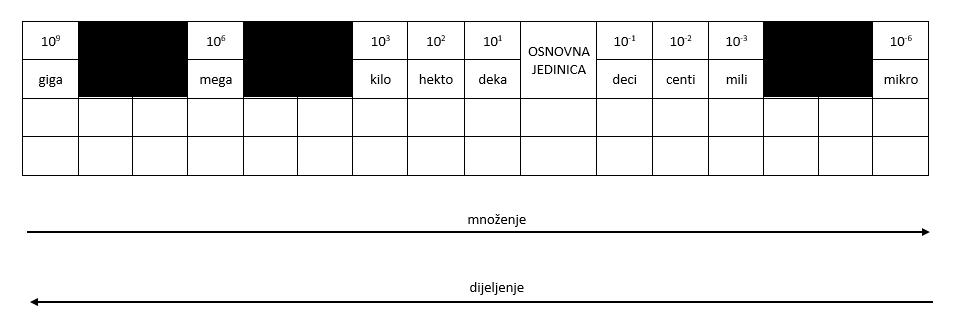 10⁹ 10⁶ 10³ 10² 10¹ OSNOVNA JEDINICA 10⁻¹ 10⁻² 10⁻³ 10⁻⁶
giga mega kilo hekto deka deci centi mili mikro
množenje
dijeljenje